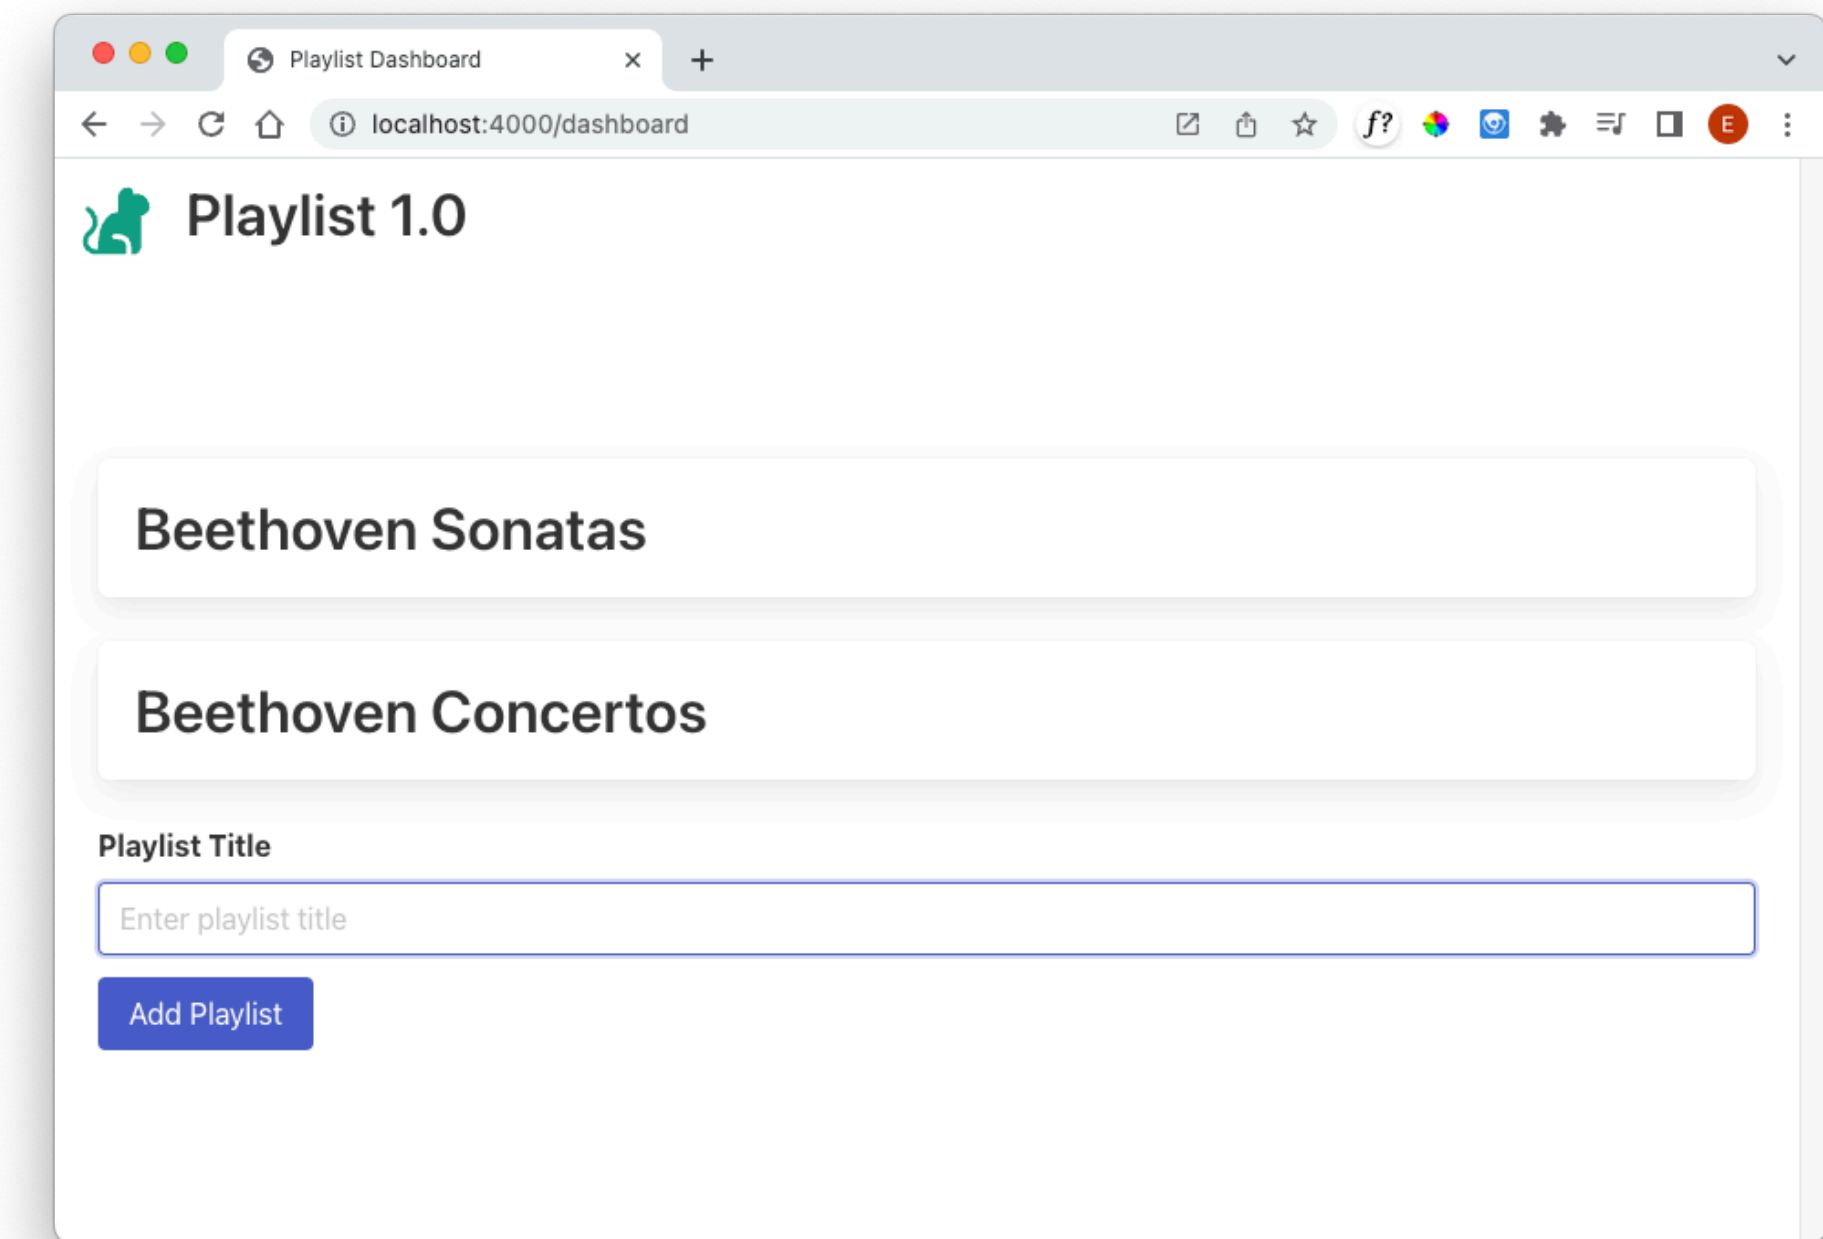 Playlist Dashboard
localhost:4000/dashboard
f?
E
Playlist 1.0
Beethoven Sonatas
Beethoven Concertos
Playlist Title
Enter playlist title
Add Playlist